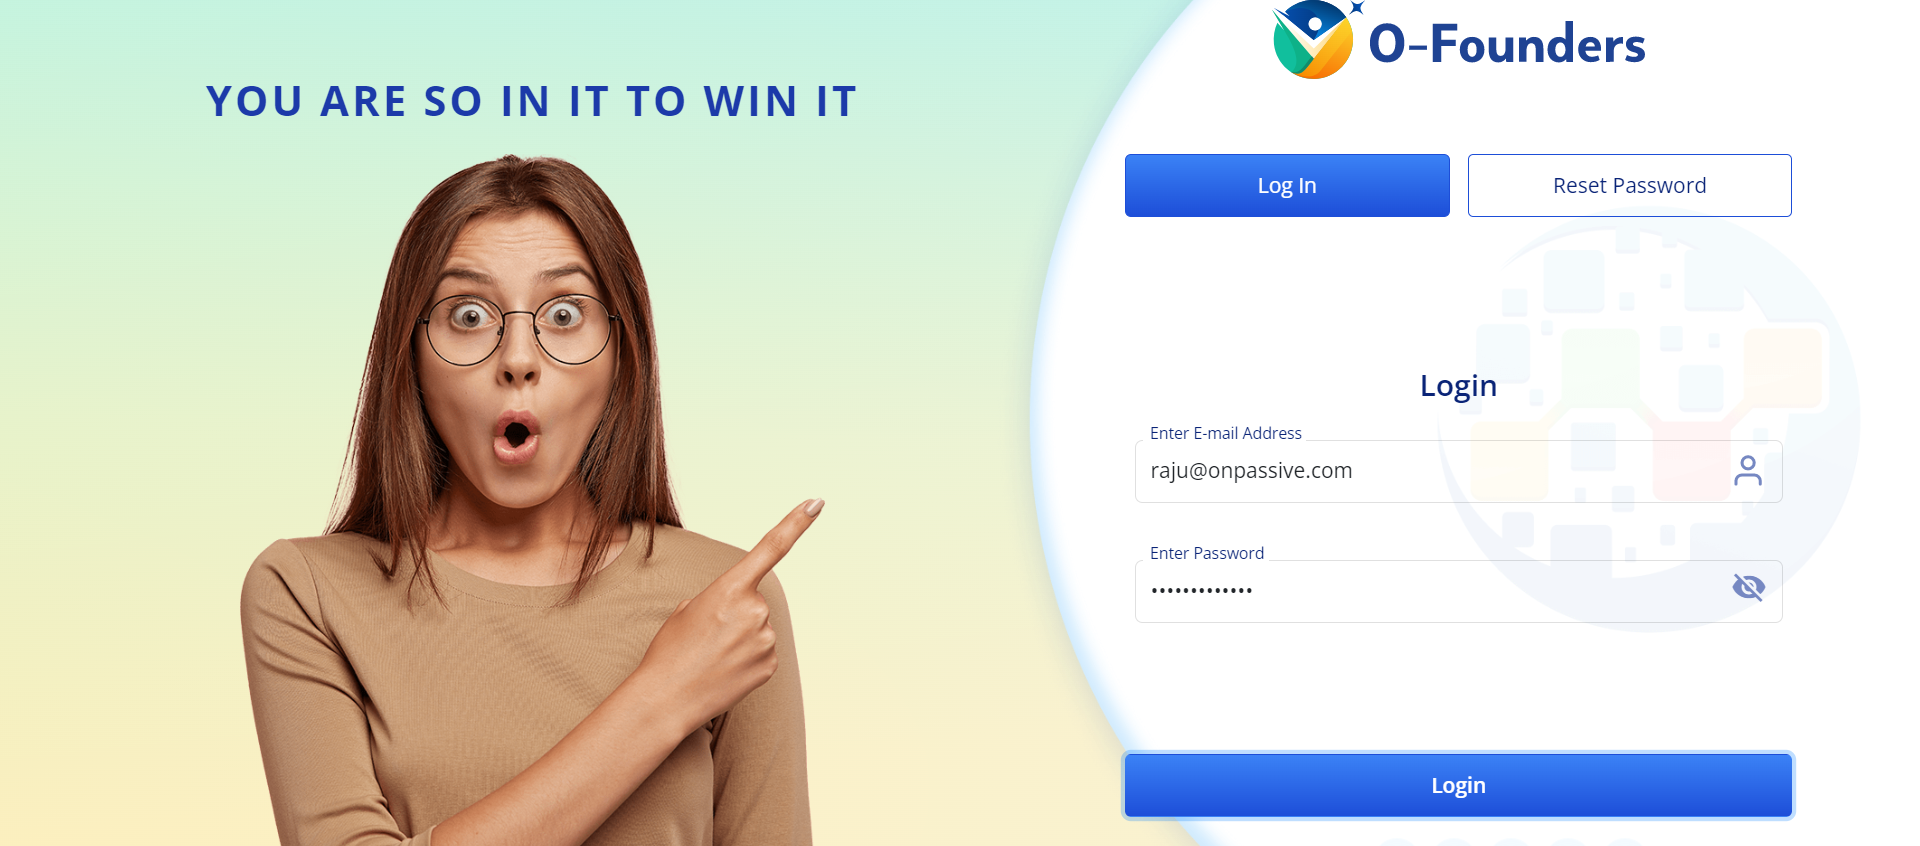 YOU ARE SO IN IT TO WIN IT
O-Founders
Log In
Reset Password
Login
Enter E-mail Address
raju@onpassive.com
Enter Password
•••••••••••••
Login